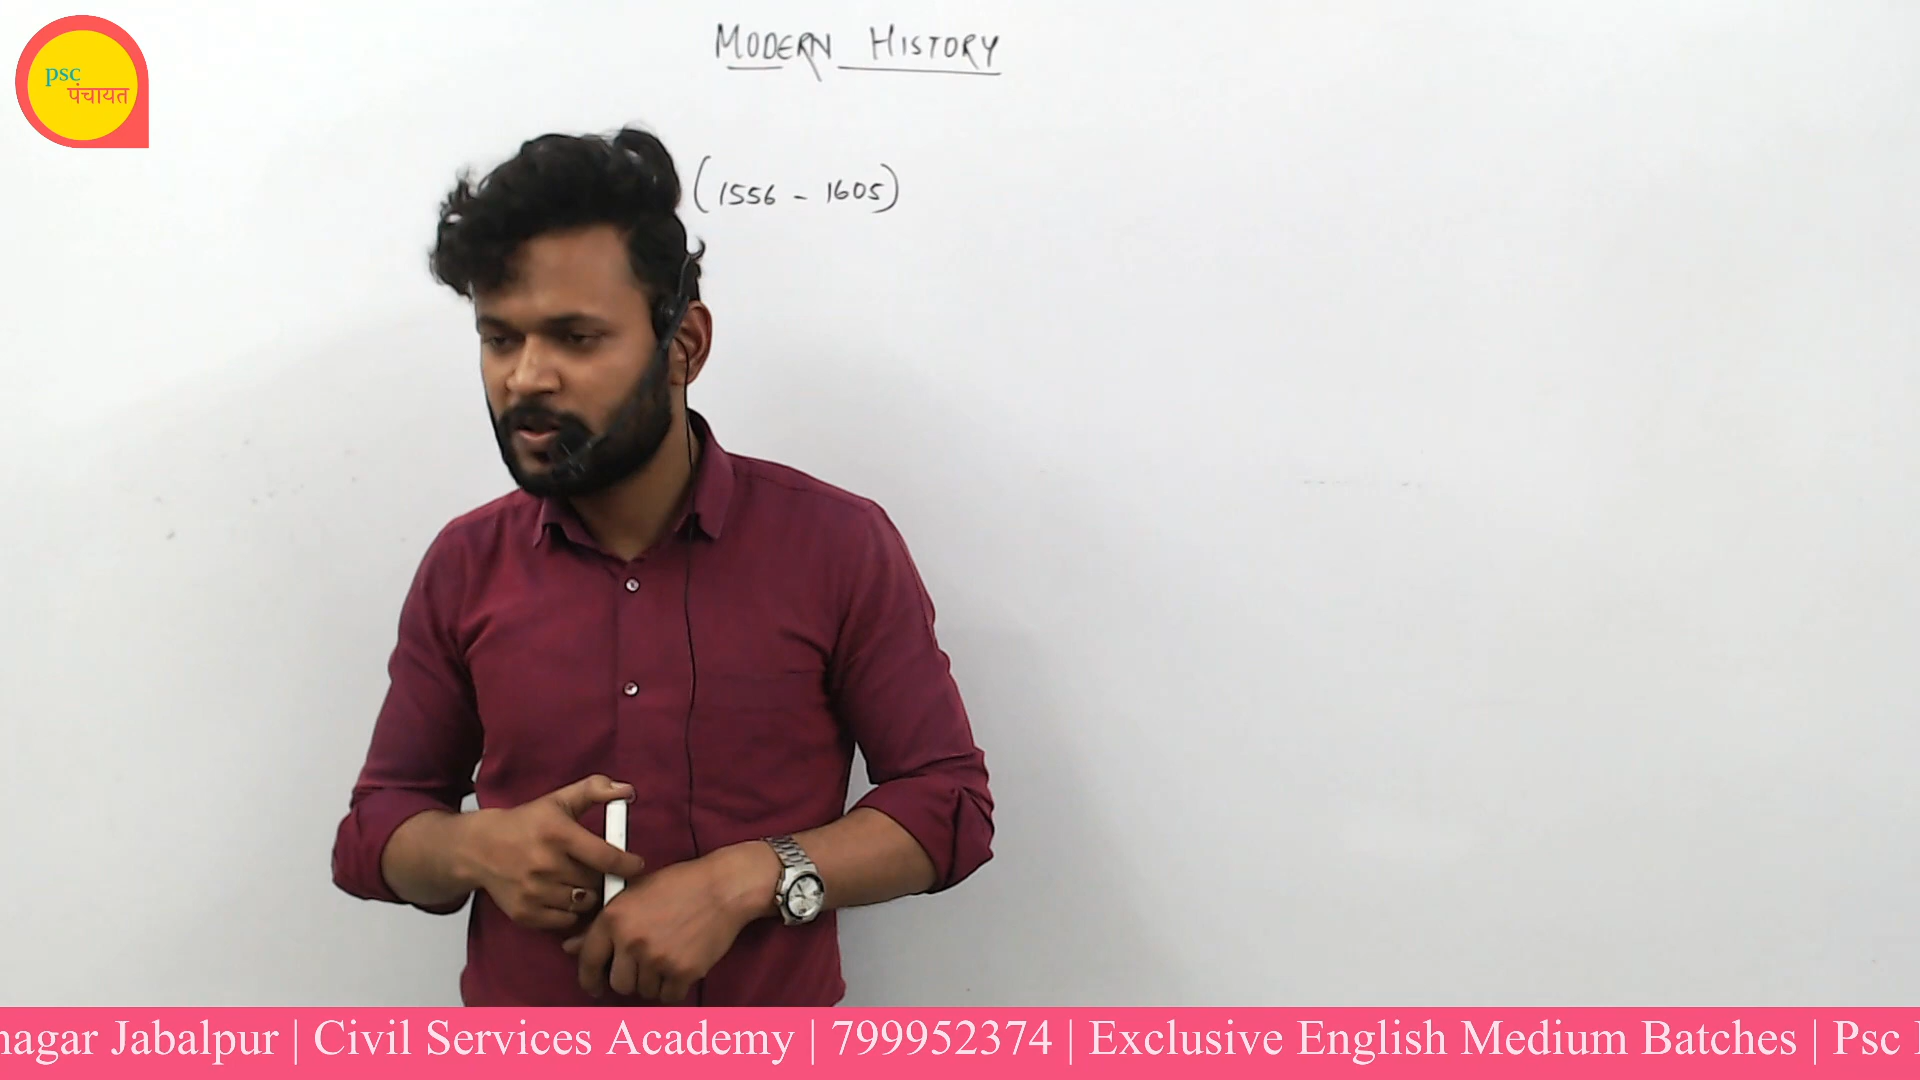 psc
पंचायत
MODERN HISTORY
(1556 - 1605)
nagar Jabalpur | Civil Services Academy | 799952374 | Exclusive English Medium Batches | Psc